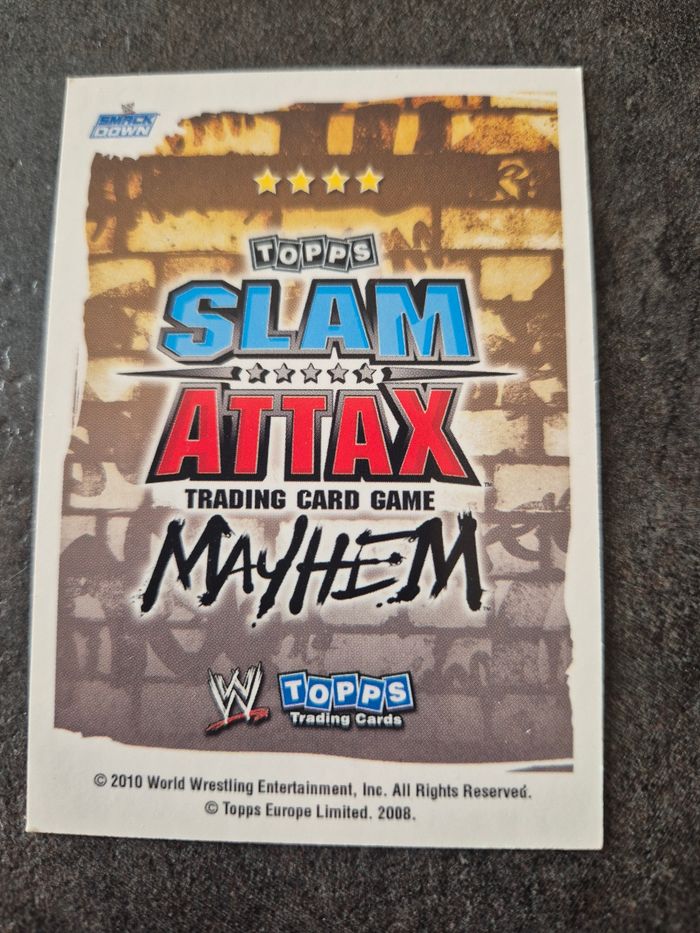 SMACK
DOWN
TOPPS
SLAM
ATTAX
TRADING CARD GAME
MAYHEM
W
TOPPS
Trading Cards
© 2010 World Wrestling Entertainment, Inc. All Rights Reserved.
© Topps Europe Limited. 2008.